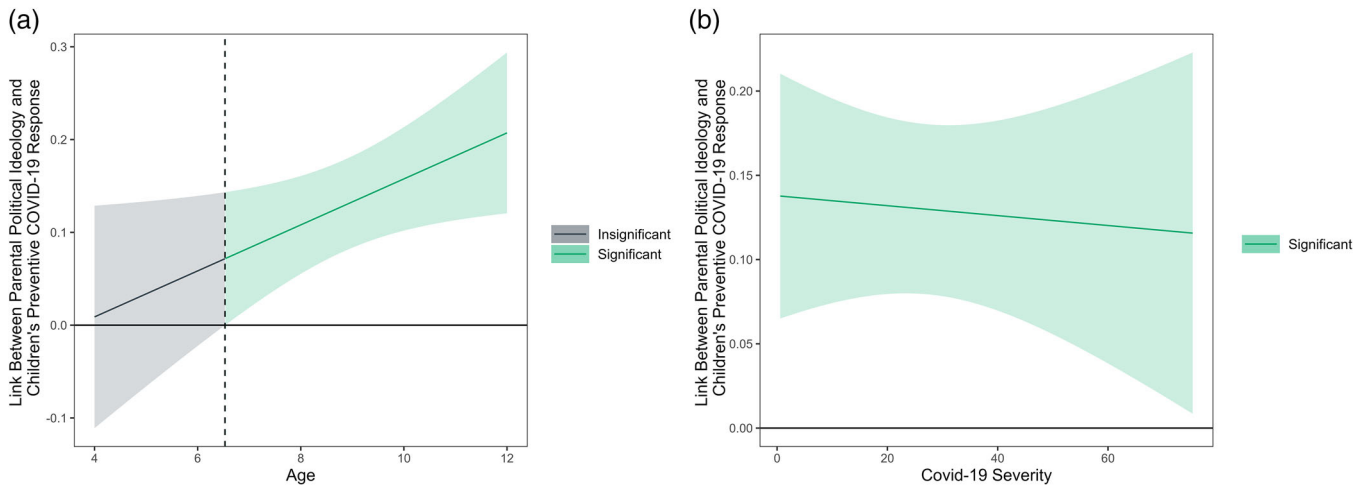 (a)
Link Between Parental Political Ideology and
Children's Preventive COVID-19 Response
0.3
0.2
0.1
0.0
-0.1
4
6
8
10
12
Age
Insignificant
Significant
(b)
Link Between Parental Political Ideology and
Children's Preventive COVID-19 Response
0.20
0.15
0.10
0.05
0.00
0
20
40
60
Covid-19 Severity
Significant